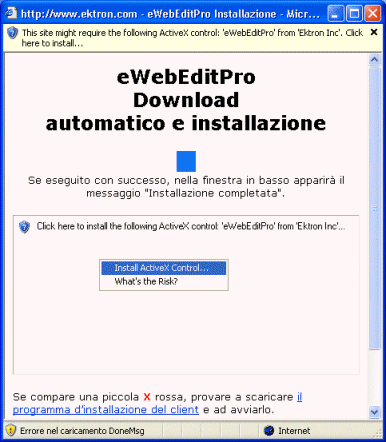 http://www.ektron.com - eWebEditPro Installazione - Micr...
This site might require the following ActiveX control: 'eWebEditPro' from 'Ektron Inc'. Click
here to install...
eWebEditPro
Download
automatico e installazione
Se eseguito con successo, nella finestra in basso apparirà il
messaggio "Installazione completata".
Click here to install the following ActiveX control: 'eWebEditPro' from 'Ektron Inc'...
Install ActiveX Control...
What's the Risk?
Se compare una piccola X rossa, provare a scaricare il
programma d'installazione del client e ad avviarlo.
Errore nel caricamento DoneMsg
Internet